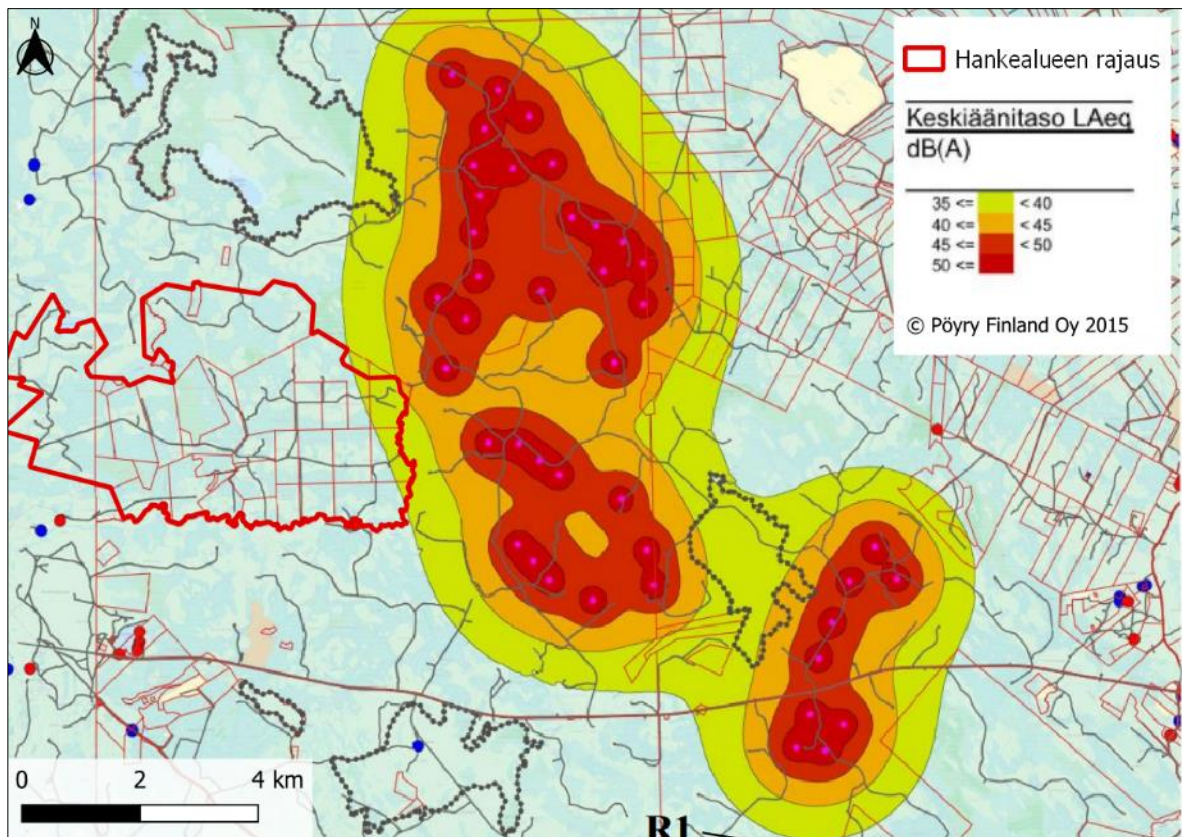 N
Hankealueen rajaus
Keskiäänitaso LAeq
dB(A)
35 <= < 40
40 <= < 45
45 <= < 50
50 <=
© Pöyry Finland Oy 2015
0 2 4 km
R1